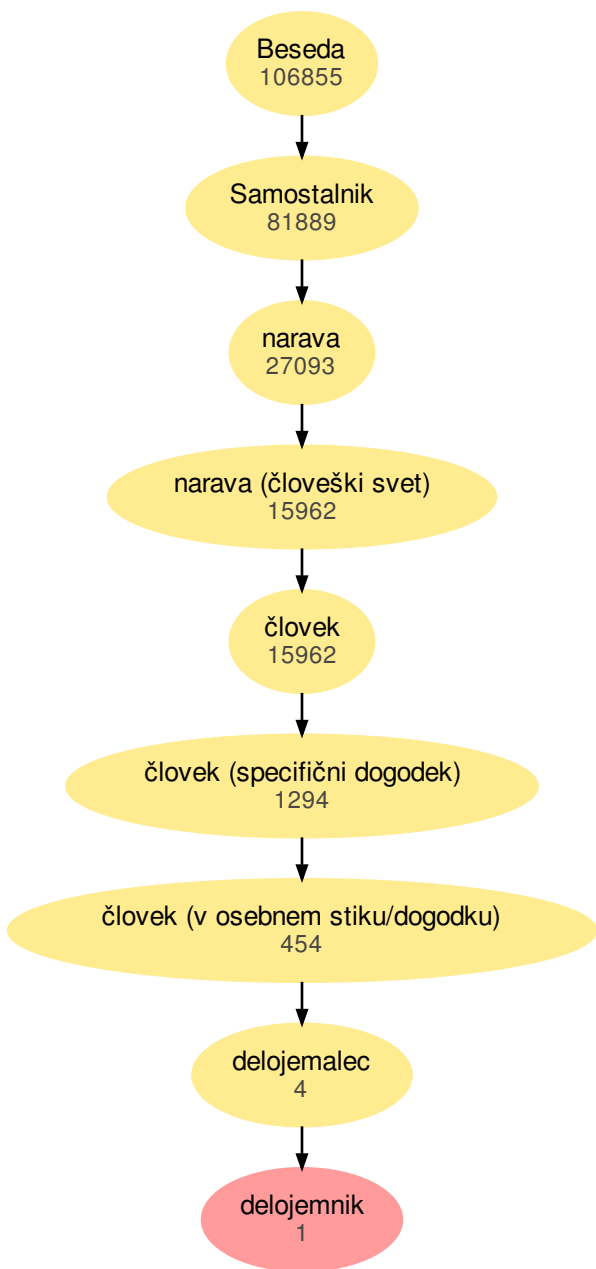 Beseda
106855
Samostalnik
81889
narava
27093
narava (človeški svet)
15962
človek
15962
človek (specifični dogodek)
1294
človek (v osebnem stiku/dogodku)
454
delojemalec
4
delojemnik
1